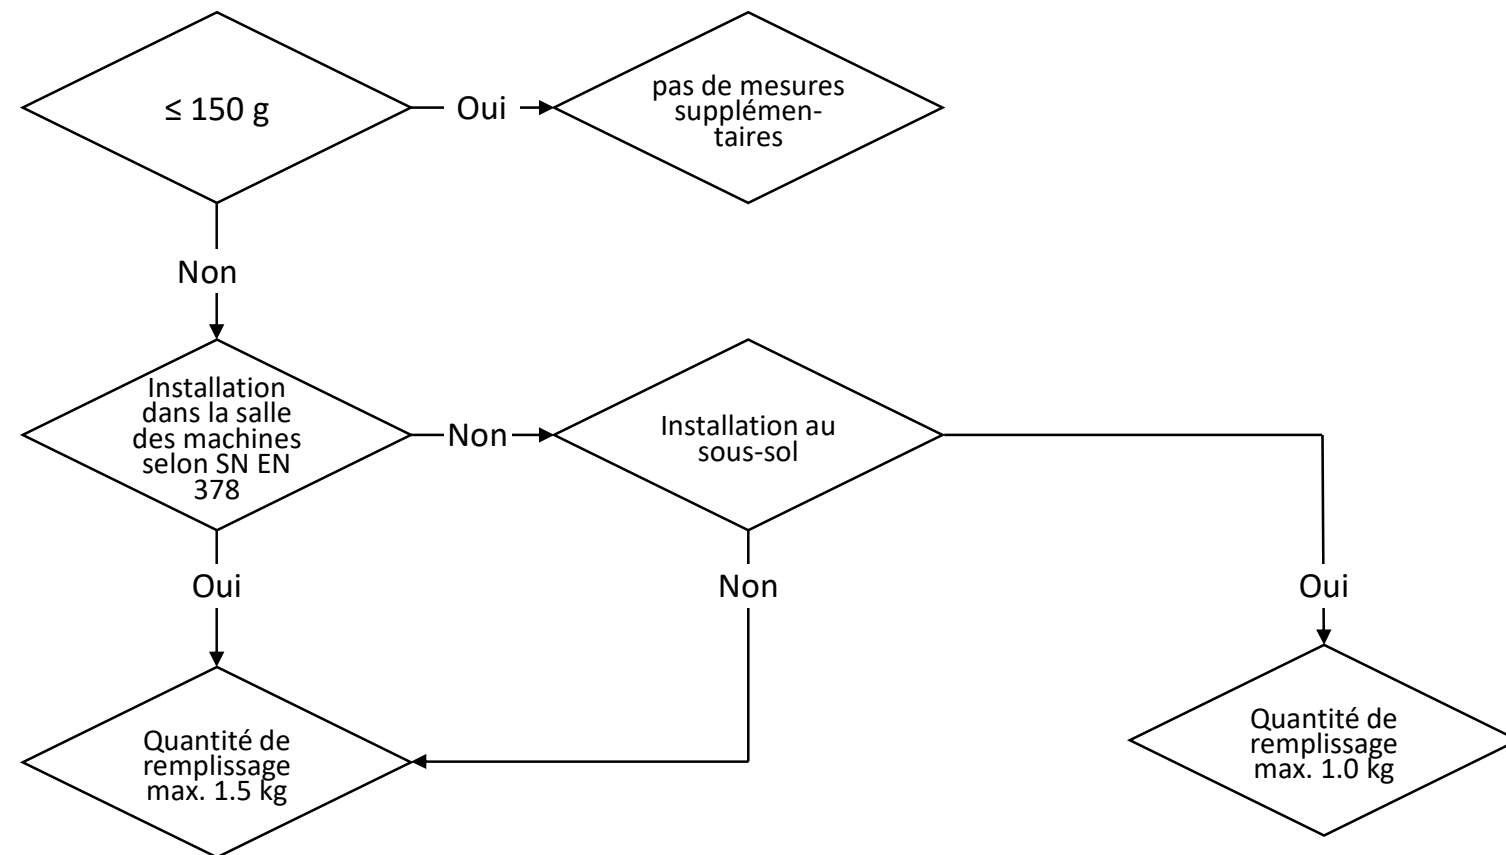 ≤ 150 g
Oui
pas de mesures
supplémen-
taires
Non
Installation
dans la salle
des machines
selon SN EN
378
Non
Installation au
sous-sol
Oui
Non
Oui
Quantité de
remplissage
max. 1.5 kg
Quantité de
remplissage
max. 1.0 kg